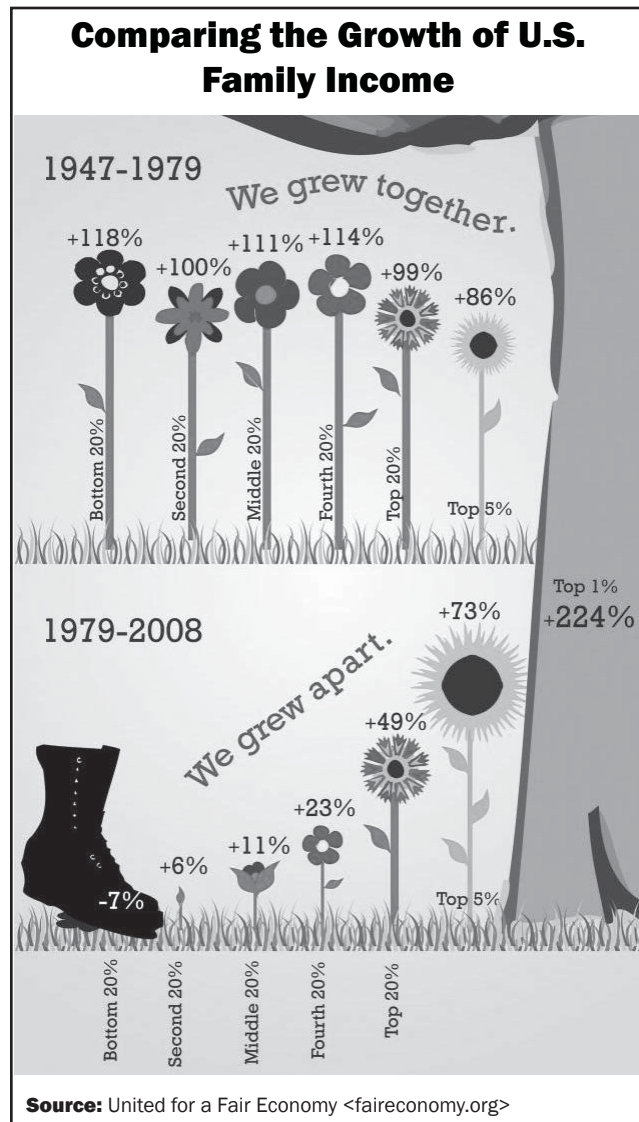 Comparing the Growth of U.S.
Family Income
1947-1979
We grew together.
+118%
+100%
+111%
+114%
+99%
+86%
Bottom 20%
Second 20%
Middle 20%
Fourth 20%
Top 20%
Top 5%
Top 1%
+224%
1979-2008
We grew apart.
-7%
+6%
+11%
+23%
+49%
+73%
Top 5%
Bottom 20%
Second 20%
Middle 20%
Fourth 20%
Top 20%
Source: United for a Fair Economy <faireconomy.org>